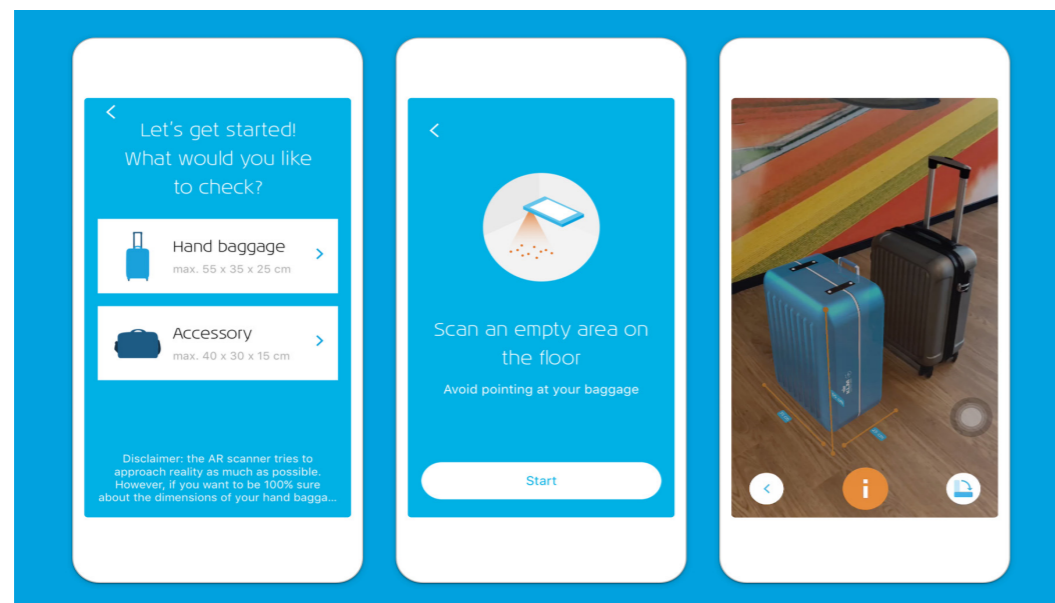 Let's get started!
What would you like
to check?
Hand baggage
max. 55 x 35 x 25 cm
Accessory
max. 40 x 30 x 15 cm
Disclaimer: the AR scanner tries to
approach reality as much as possible.
However, if you want to be 100% sure
about the dimensions of your hand bagga...
Scan an empty area on
the floor
Avoid pointing at your baggage
Start
i